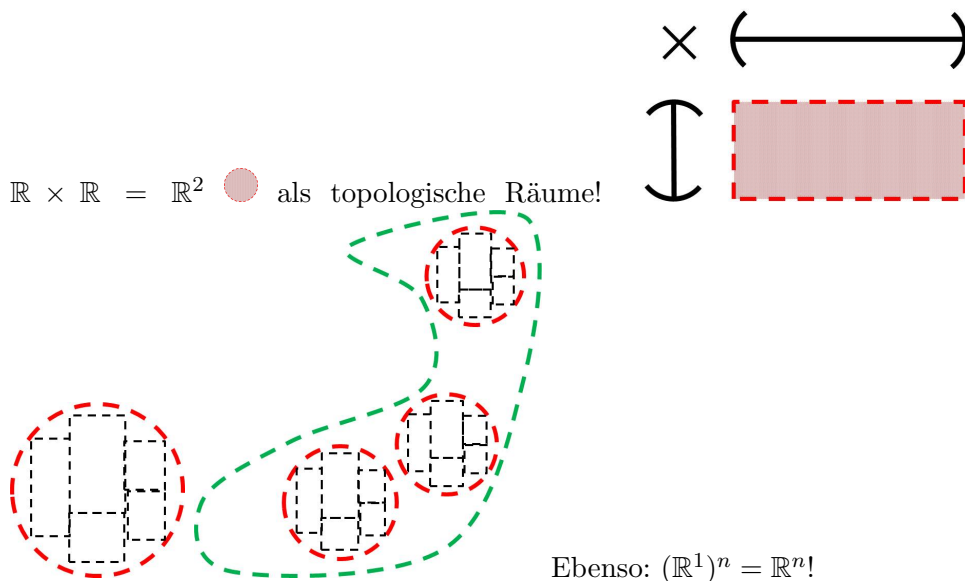 ×
ℝ × ℝ = ℝ² als topologische Räume!
Ebenso: (ℝ¹)ⁿ = ℝⁿ!